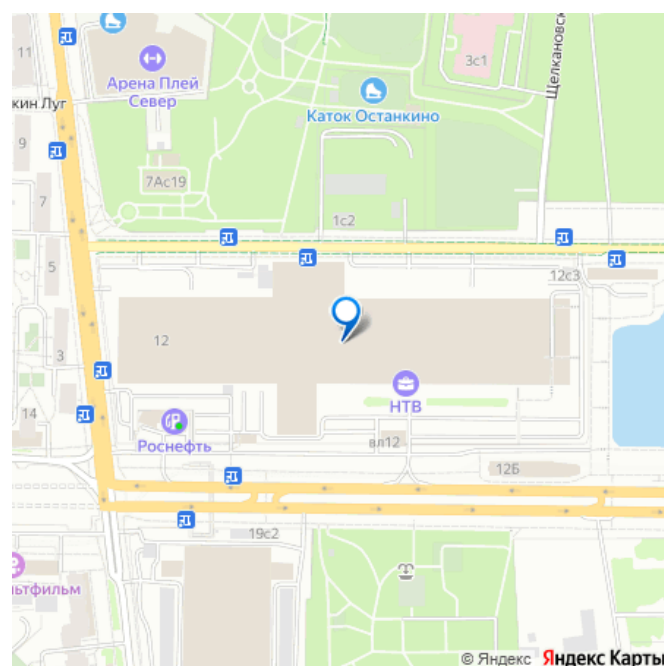 11
3с1
Щелкановск
Арена Плей
Север
кин Луг
Каток Останкино
9
7Ас19
7
1с2
5
12с3
12
3
НТВ
14
Роснефть
вл12
12Б
19с2
льтфильм
© Яндекс Яндекс Карты